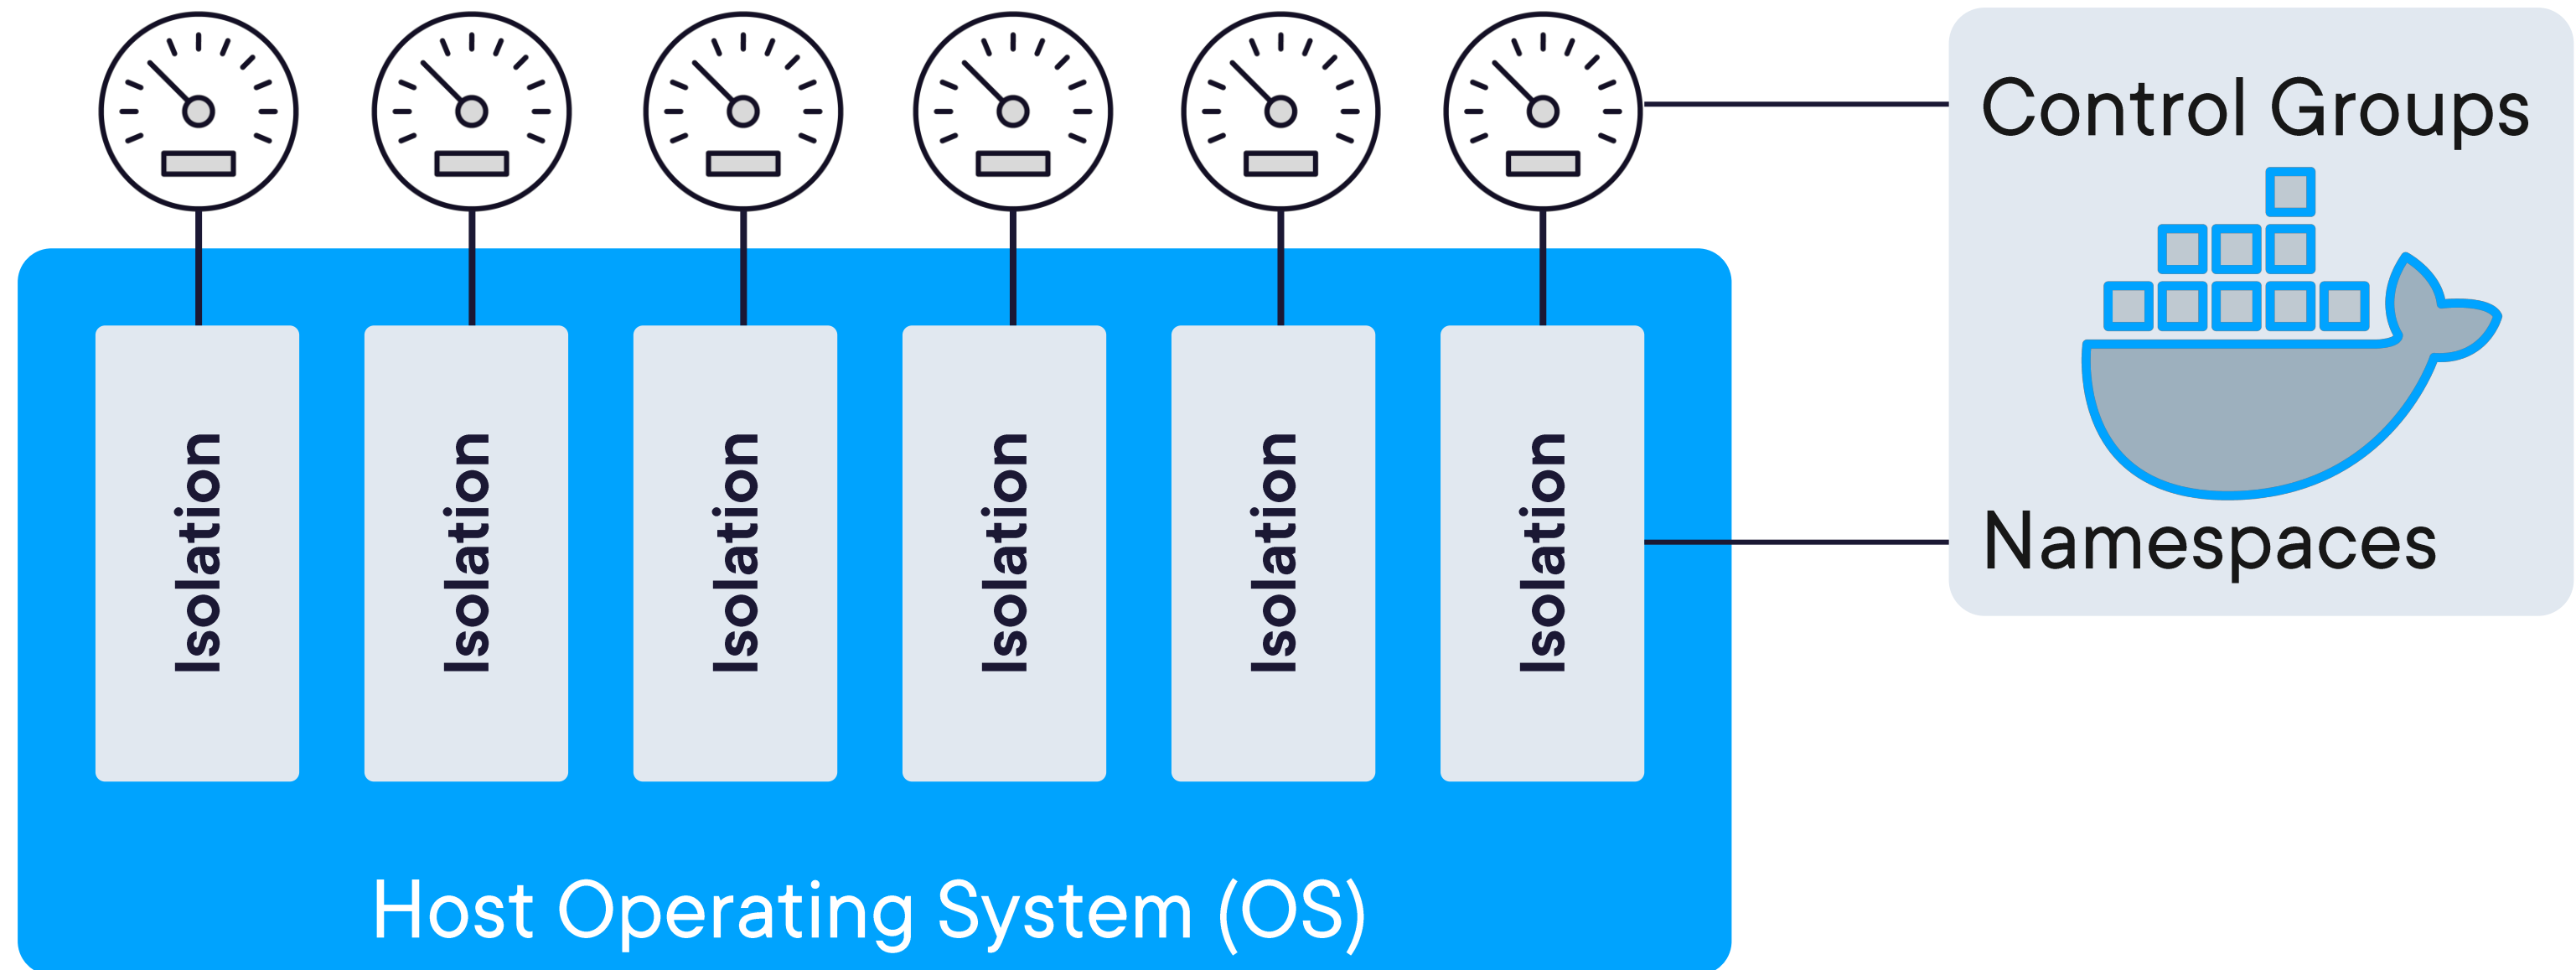 Control Groups
Isolation
Isolation
Isolation
Isolation
Isolation
Isolation
Namespaces
Host Operating System (OS)